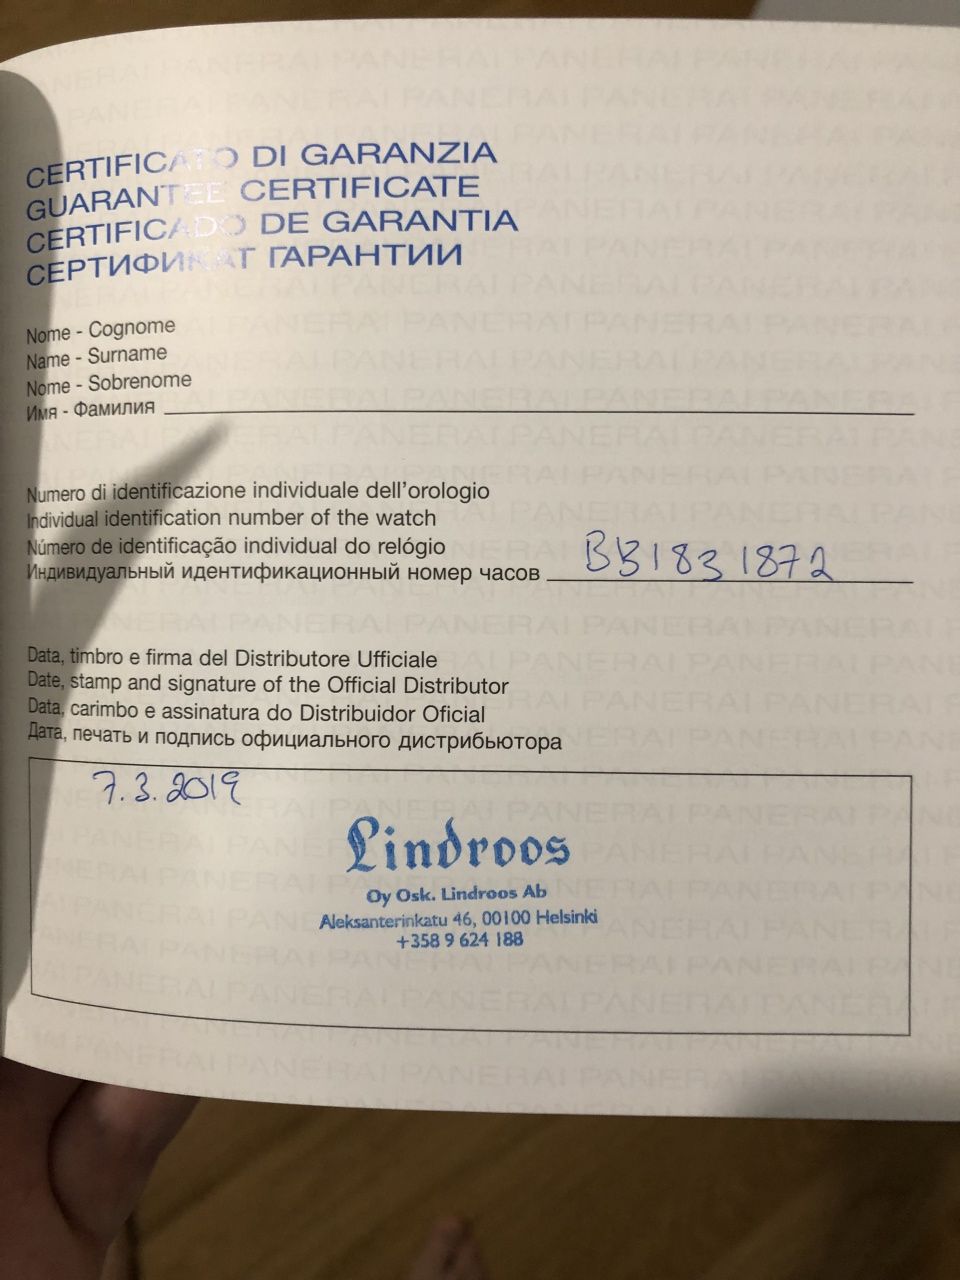 CERTIFICATO DI GARANZIA
GUARANTEE CERTIFICATE
CERTIFICADO DE GARANTIA
СЕРТИФИКАТ ГАРАНТИИ
Nome - Cognome
Name - Surname
Nome - Sobrenome
Имя - Фамилия
Numero di identificazione individuale dell'orologio
Individual identification number of the watch
Número de identificação individual do relógio
Индивидуальный идентификационный номер часов BB1831872
Data, timbro e firma del Distributore Ufficiale
Date, stamp and signature of the Official Distributor
Data, carimbo e assinatura do Distribuidor Oficial
Дата, печать и подпись официального дистрибьютора
7.3.2019
Lindroos
Oy Osk. Lindroos Ab
Aleksanterinkatu 46, 00100 Helsinki
+358 9 624 188